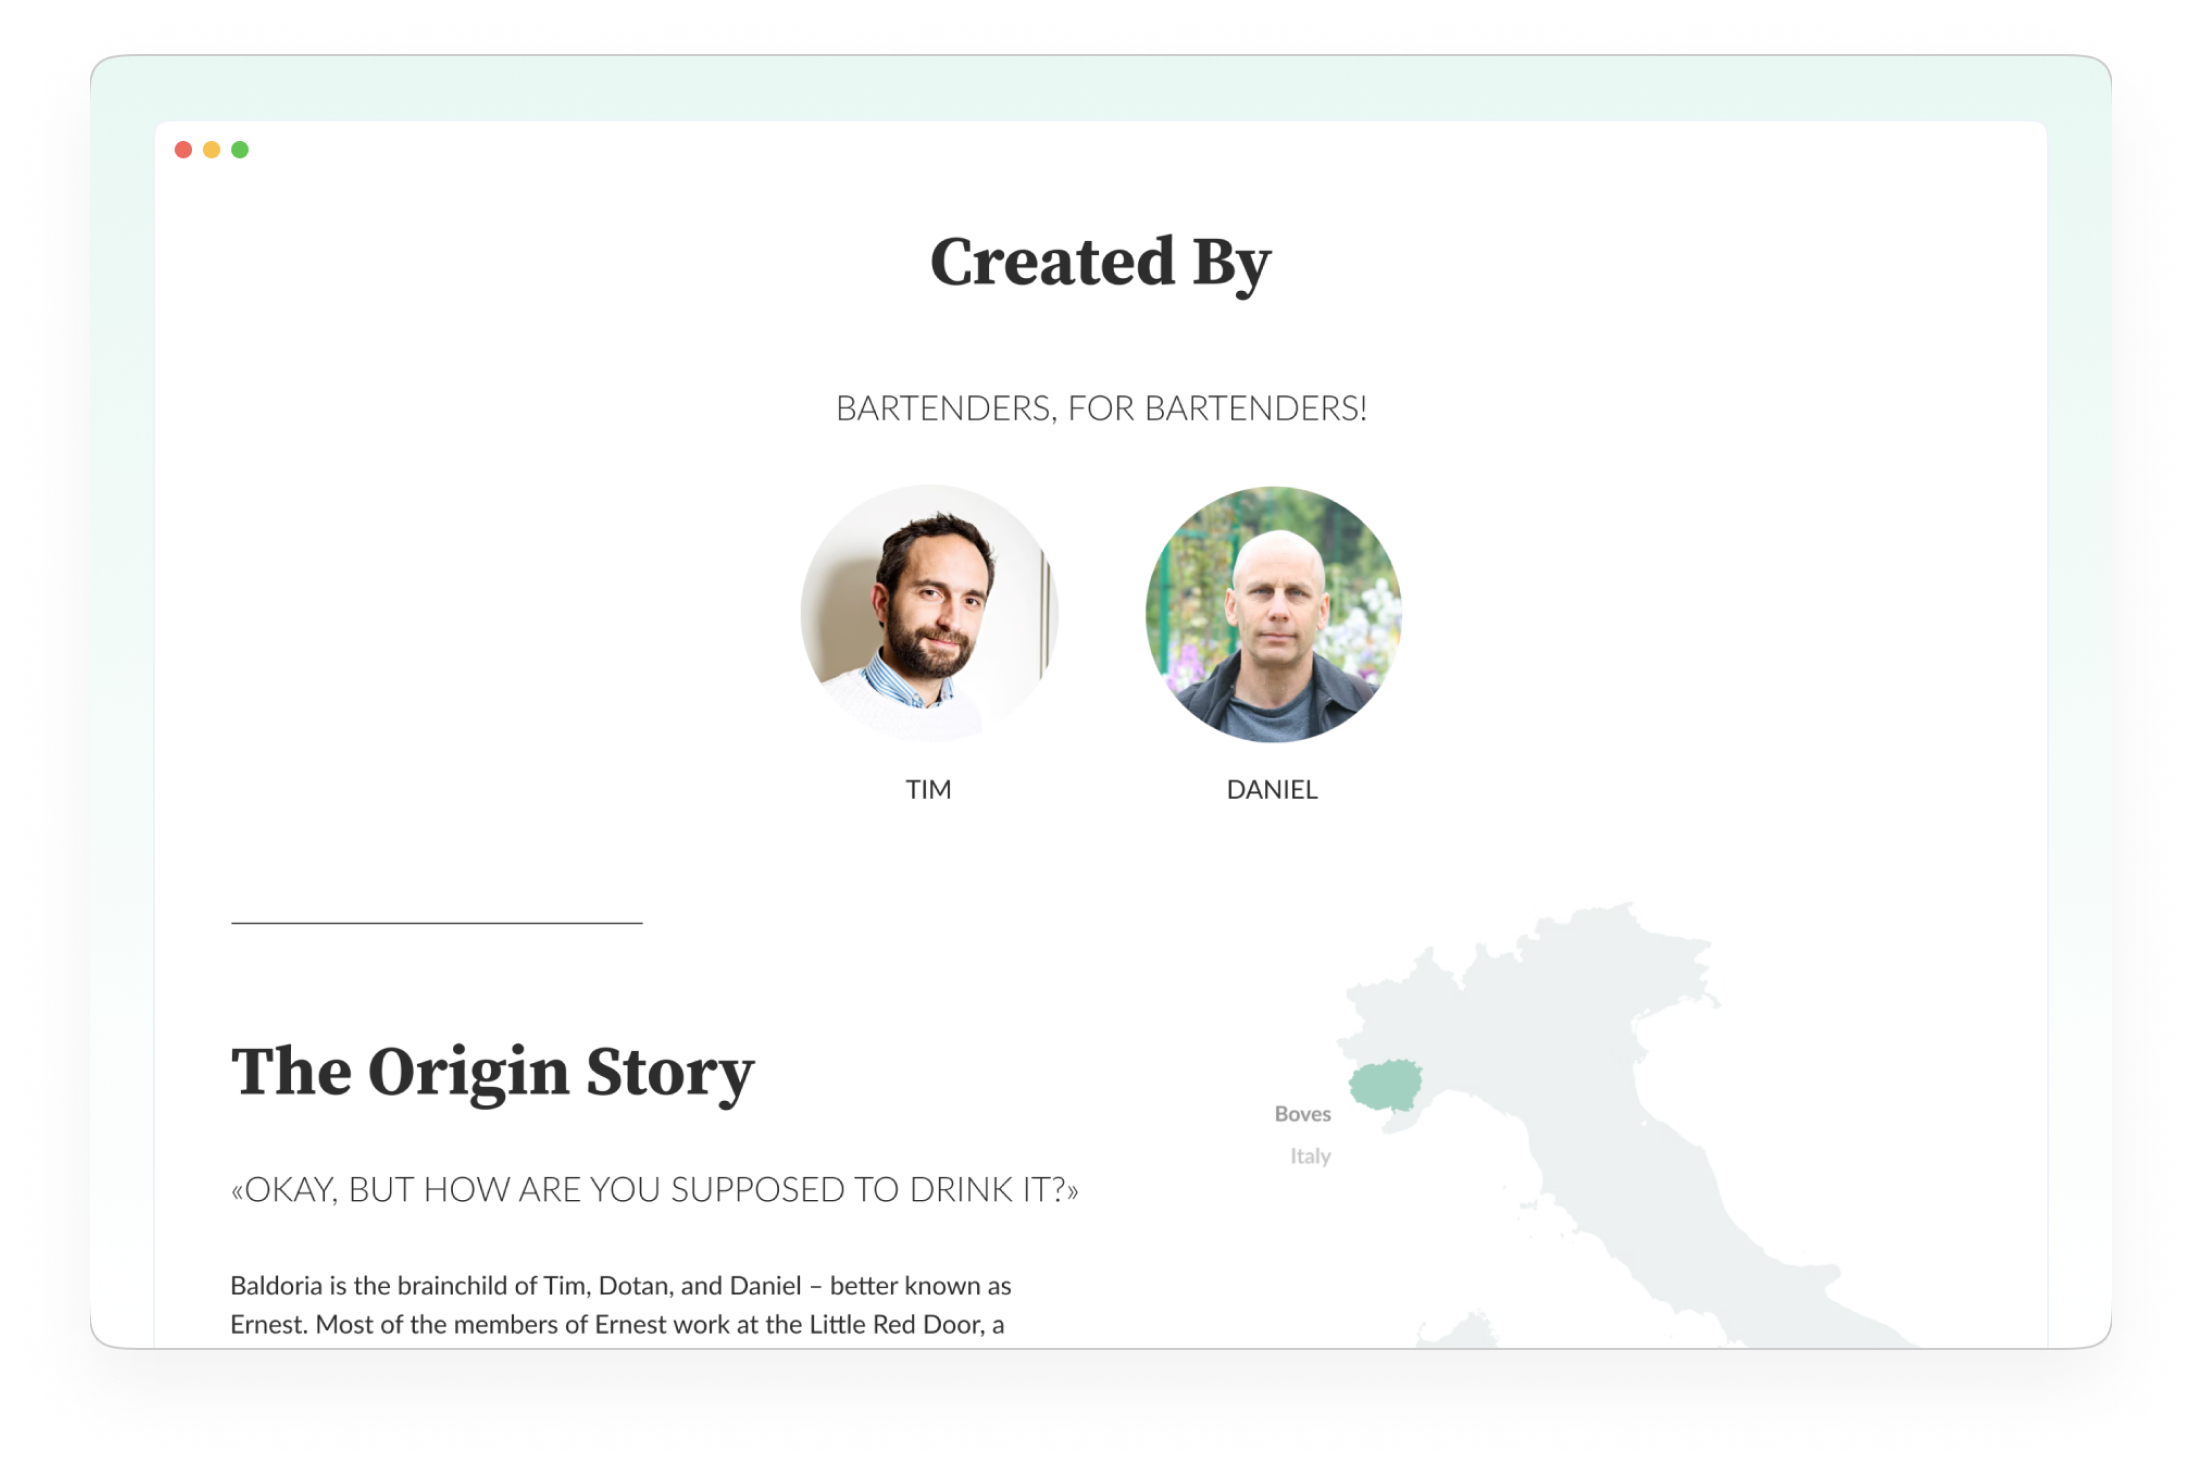 Created By
BARTENDERS, FOR BARTENDERS!
TIM
DANIEL
The Origin Story
«OKAY, BUT HOW ARE YOU SUPPOSED TO DRINK IT?»
Baldoria is the brainchild of Tim, Dotan, and Daniel – better known as
Ernest. Most of the members of Ernest work at the Little Red Door, a
Boves
Italy